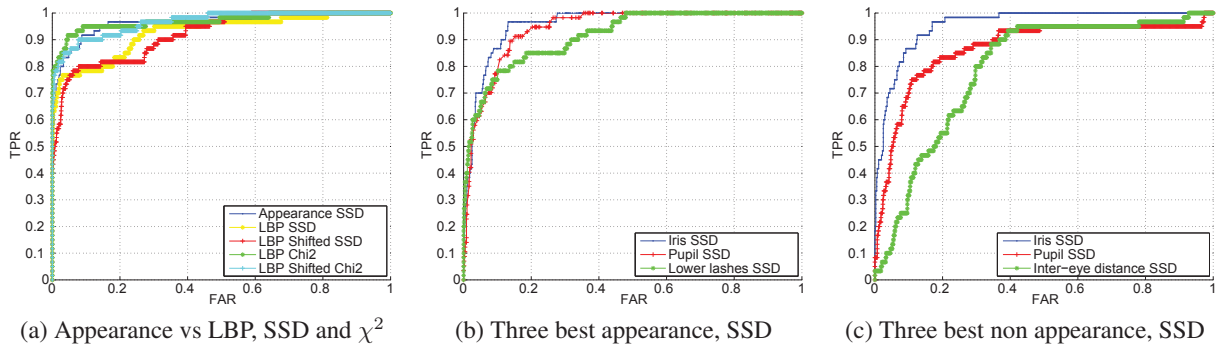 1
0.9
0.8
0.7
0.6
0.5
0.4
0.3
0.2
0.1
0
TPR
0 0.2 0.4 0.6 0.8 1
FAR
Appearance SSD
LBP SSD
LBP Shifted SSD
LBP Chi2
LBP Shifted Chi2
(a) Appearance vs LBP, SSD and χ²
1
0.9
0.8
0.7
0.6
0.5
0.4
0.3
0.2
0.1
0
TPR
0 0.2 0.4 0.6 0.8 1
FAR
Iris SSD
Pupil SSD
Lower lashes SSD
(b) Three best appearance, SSD
1
0.9
0.8
0.7
0.6
0.5
0.4
0.3
0.2
0.1
0
TPR
0 0.2 0.4 0.6 0.8 1
FAR
Iris SSD
Pupil SSD
Inter−eye distance SSD
(c) Three best non appearance, SSD